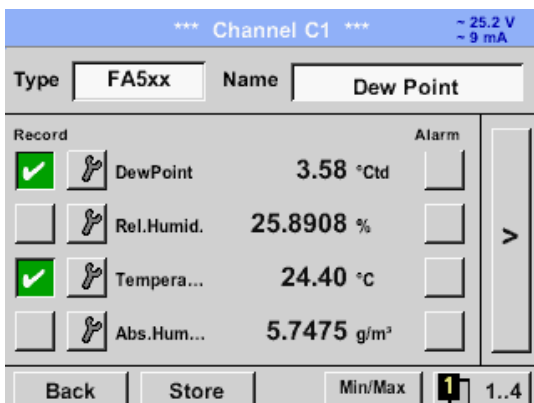 *** Channel C1 *** ~ 25.2 V
~ 9 mA
Type FA5xx Name Dew Point
Record Alarm
DewPoint 3.58 °Ctd
Rel.Humid. 25.8908 %
>
Tempera... 24.40 °C
Abs.Hum... 5.7475 g/m³
Back Store Min/Max 1 1..4